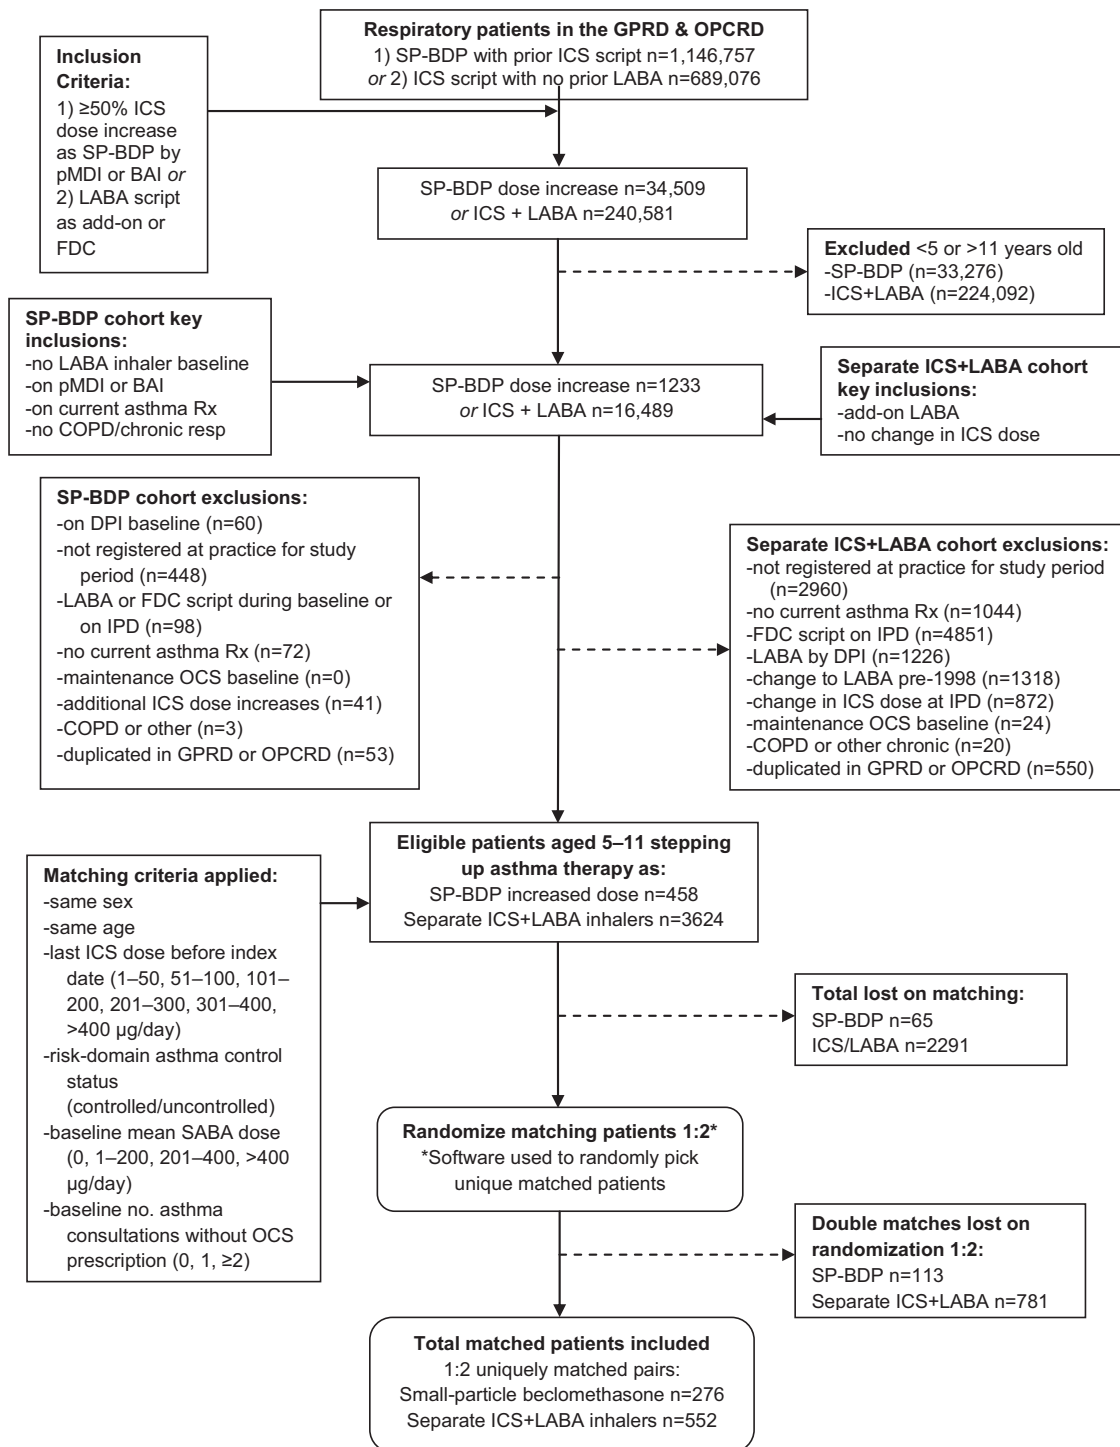 Respiratory patients in the GPRD & OPCRD
1) SP-BDP with prior ICS script n=1,146,757
or 2) ICS script with no prior LABA n=689,076
Inclusion
Criteria:
1) ≥50% ICS
dose increase
as SP-BDP by
pMDI or BAI or
2) LABA script
as add-on or
FDC
SP-BDP dose increase n=34,509
or ICS + LABA n=240,581
Excluded <5 or >11 years old
-SP-BDP (n=33,276)
-ICS+LABA (n=224,092)
SP-BDP cohort key
inclusions:
-no LABA inhaler baseline
-on pMDI or BAI
-on current asthma Rx
-no COPD/chronic resp
SP-BDP dose increase n=1233
or ICS + LABA n=16,489
Separate ICS+LABA cohort
key inclusions:
-add-on LABA
-no change in ICS dose
SP-BDP cohort exclusions:
-on DPI baseline (n=60)
-not registered at practice for study
period (n=448)
-LABA or FDC script during baseline or
on IPD (n=98)
-no current asthma Rx (n=72)
-maintenance OCS baseline (n=0)
-additional ICS dose increases (n=41)
-COPD or other (n=3)
-duplicated in GPRD or OPCRD (n=53)
Separate ICS+LABA cohort exclusions:
-not registered at practice for study period
(n=2960)
-no current asthma Rx (n=1044)
-FDC script on IPD (n=4851)
-LABA by DPI (n=1226)
-change to LABA pre-1998 (n=1318)
-change in ICS dose at IPD (n=872)
-maintenance OCS baseline (n=24)
-COPD or other chronic (n=20)
-duplicated in GPRD or OPCRD (n=550)
Eligible patients aged 5–11 stepping
up asthma therapy as:
SP-BDP increased dose n=458
Separate ICS+LABA inhalers n=3624
Matching criteria applied:
-same sex
-same age
-last ICS dose before index
date (1–50, 51–100, 101–
200, 201–300, 301–400,
>400 µg/day)
-risk-domain asthma control
status
(controlled/uncontrolled)
-baseline mean SABA dose
(0, 1–200, 201–400, >400
µg/day)
-baseline no. asthma
consultations without OCS
prescription (0, 1, ≥2)
Total lost on matching:
SP-BDP n=65
ICS/LABA n=2291
Randomize matching patients 1:2*
*Software used to randomly pick
unique matched patients
Double matches lost on
randomization 1:2:
SP-BDP n=113
Separate ICS+LABA n=781
Total matched patients included
1:2 uniquely matched pairs:
Small-particle beclomethasone n=276
Separate ICS+LABA inhalers n=552